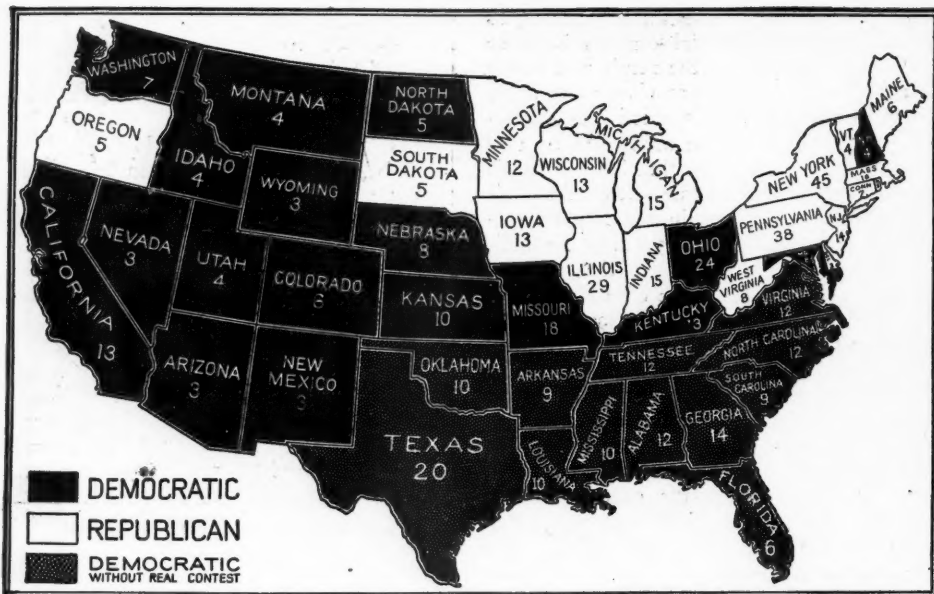 WASHINGTON
7
OREGON
5
CALIFORNIA
13
NEVADA
3
IDAHO
4
MONTANA
4
WYOMING
3
UTAH
4
COLORADO
6
ARIZONA
3
NEW
MEXICO
3
NORTH
DAKOTA
5
SOUTH
DAKOTA
5
NEBRASKA
8
KANSAS
10
OKLAHOMA
10
TEXAS
20
MINNESOTA
12
IOWA
13
MISSOURI
18
ARKANSAS
9
LOUISIANA
10
WISCONSIN
13
ILLINOIS
29
MICHIGAN
15
INDIANA
15
OHIO
24
KENTUCKY
13
TENNESSEE
12
MISSISSIPPI
10
ALABAMA
12
GEORGIA
14
FLORIDA
6
SOUTH
CAROLINA
9
NORTH CAROLINA
12
VIRGINIA
12
WEST
VIRGINIA
8
PENNSYLVANIA
38
NEW YORK
45
N.J.
14
VT.
4
MAINE
6
MASS
18
CONN
7
DEMOCRATIC
REPUBLICAN
DEMOCRATIC
WITHOUT REAL CONTEST